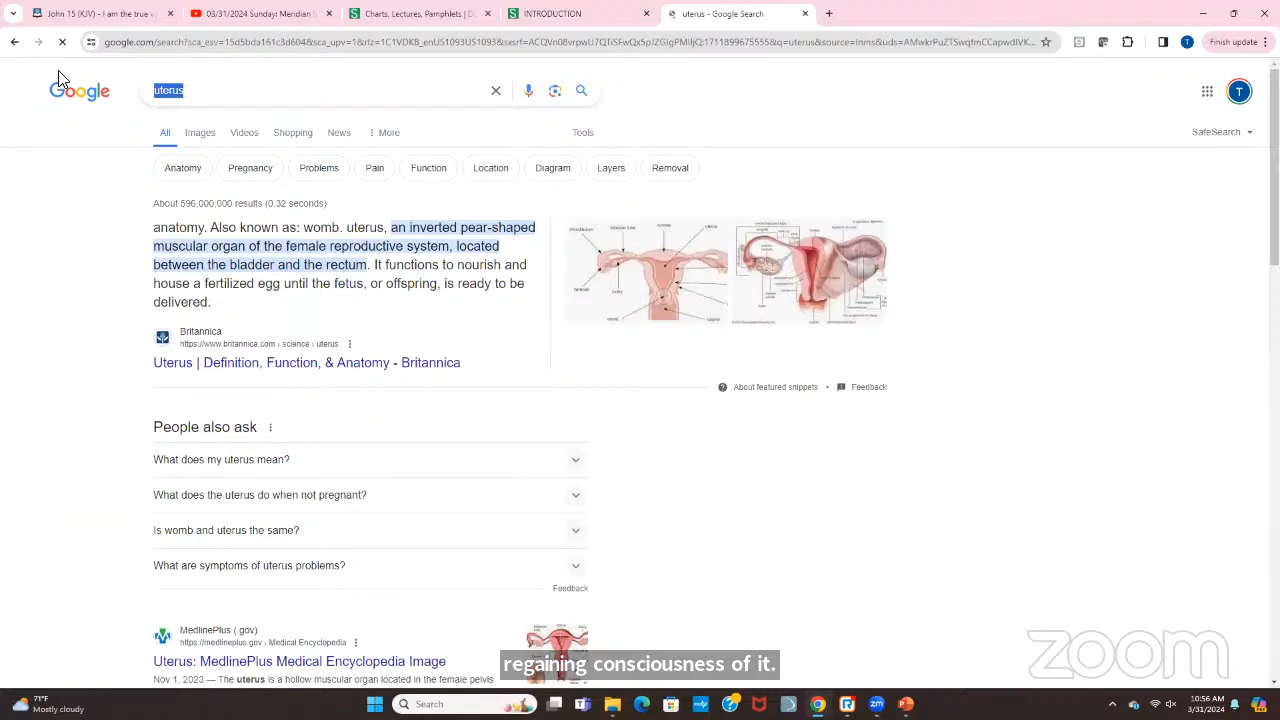 John 15 (KJV) - I am the true v
03/31/2024 Sunday: Meridian S
Charts, Lectures, Pamphlets | Di
INTRODUCTION
uterus - Google Search
Finish update
Google
uterus
T
All Images Videos Shopping News More Tools
SafeSearch
Anatomy Pregnancy Problems Pain Function Location Diagram Layers Removal
About 596,000,000 results (0.32 seconds)
anatomy. Also known as: womb. uterus, an inverted pear-shaped
muscular organ of the female reproductive system, located
between the bladder and the rectum. It functions to nourish and
house a fertilized egg until the fetus, or offspring, is ready to be
delivered.
Britannica
https://www.britannica.com › science › uterus
Uterus | Definition, Function, & Anatomy - Britannica
About featured snippets • Feedback
People also ask
What does my uterus mean?
What does the uterus do when not pregnant?
Is womb and uterus the same?
What are symptoms of uterus problems?
Feedback
MedlinePlus (.gov)
https://medlineplus.gov › Medical Encyclopedia
Uterus: MedlinePlus Medical Encyclopedia Image
Nov 1, 2023 — The uterus is a hollow muscular organ located in the female pelvis
regaining consciousness of it.
zoom
71°F
Mostly cloudy
Search
10:56 AM
3/31/2024